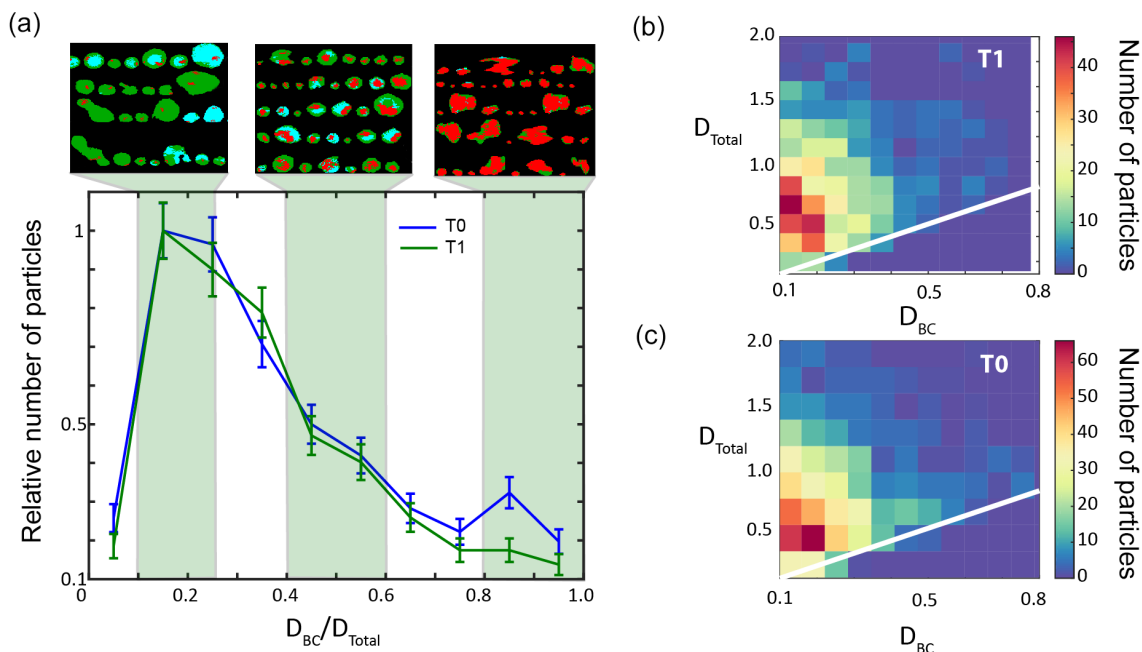 (a)
Relative number of particles
1
0.5
0.1
0
0.2
0.4
0.6
0.8
1.0
D_BC/D_Total
T0
T1
(b)
T1
D_Total
2.0
1.5
1.0
0.5
0.1
0.5
0.8
D_BC
Number of particles
40
30
20
10
0
(c)
T0
D_Total
2.0
1.5
1.0
0.5
0.1
0.5
0.8
D_BC
Number of particles
60
50
40
30
20
10
0